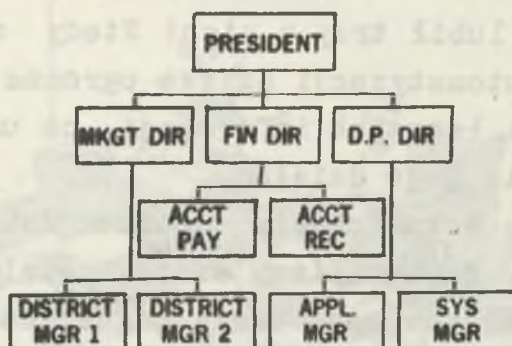 PRESIDENT
MKGT DIR
FIN DIR
D.P. DIR
ACCT
PAY
ACCT
REC
DISTRICT
MGR 1
DISTRICT
MGR 2
APPL.
MGR
SYS
MGR